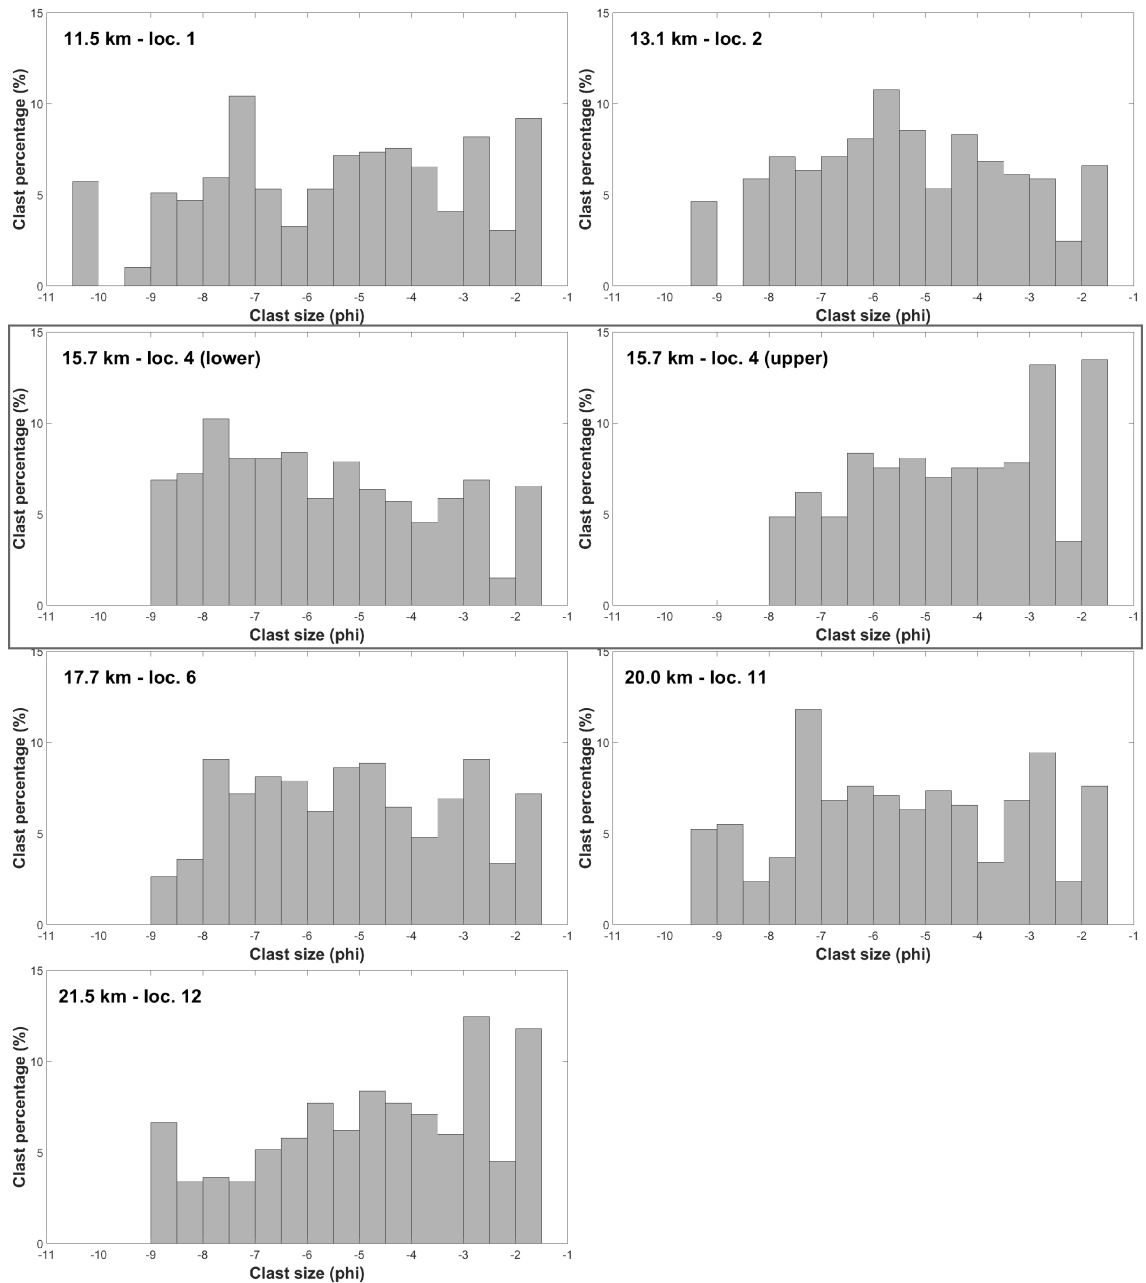 11.5 km - loc. 1
15
10
5
0
Clast percentage (%)
-11 -10 -9 -8 -7 -6 -5 -4 -3 -2 -1
Clast size (phi)
13.1 km - loc. 2
15
10
5
0
Clast percentage (%)
-11 -10 -9 -8 -7 -6 -5 -4 -3 -2 -1
Clast size (phi)
15.7 km - loc. 4 (lower)
15
10
5
0
Clast percentage (%)
-11 -10 -9 -8 -7 -6 -5 -4 -3 -2 -1
Clast size (phi)
15.7 km - loc. 4 (upper)
15
10
5
0
Clast percentage (%)
-11 -10 -9 -8 -7 -6 -5 -4 -3 -2 -1
Clast size (phi)
17.7 km - loc. 6
15
10
5
0
Clast percentage (%)
-11 -10 -9 -8 -7 -6 -5 -4 -3 -2 -1
Clast size (phi)
20.0 km - loc. 11
15
10
5
0
Clast percentage (%)
-11 -10 -9 -8 -7 -6 -5 -4 -3 -2 -1
Clast size (phi)
21.5 km - loc. 12
15
10
5
0
Clast percentage (%)
-11 -10 -9 -8 -7 -6 -5 -4 -3 -2 -1
Clast size (phi)